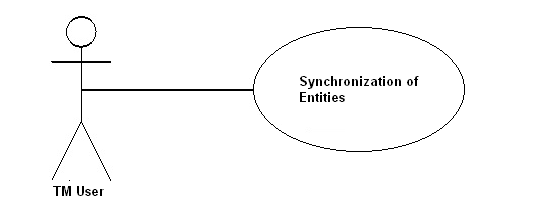 Synchronization of
Entities
TM User